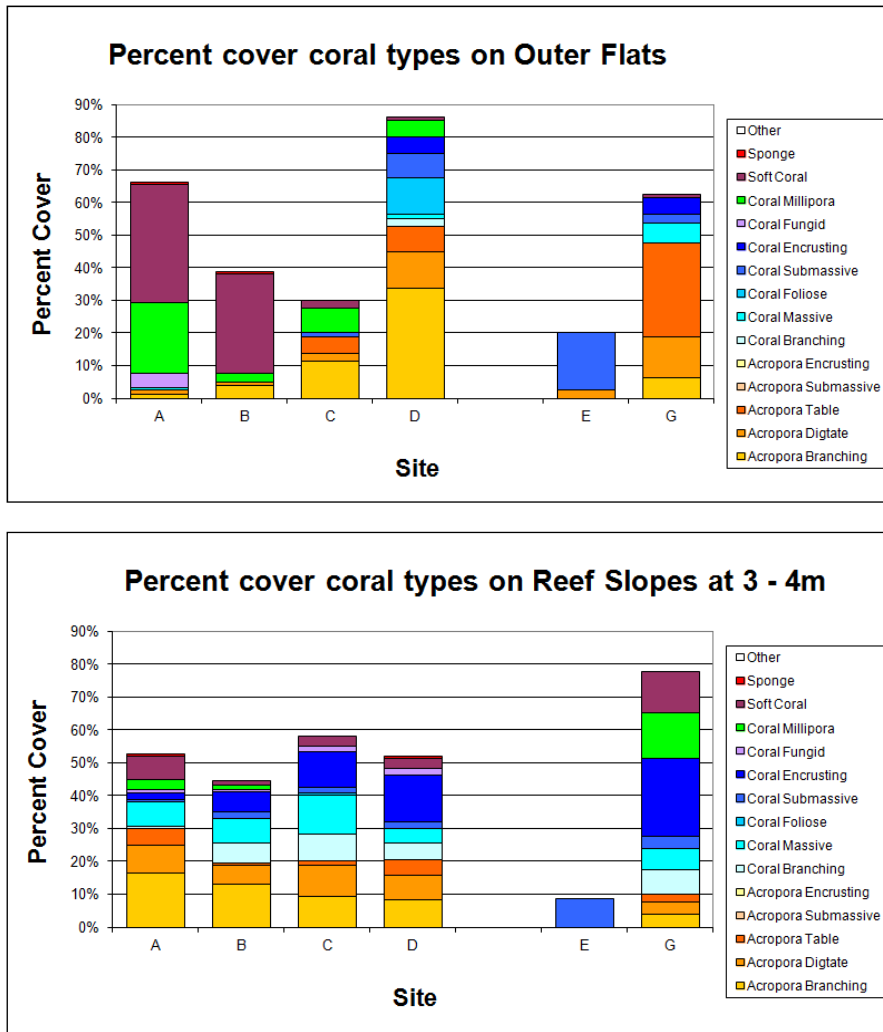 Percent cover coral types on Outer Flats
90%
80%
70%
60%
50%
40%
30%
20%
10%
0%
Percent Cover
A B C D E G
Site
Other
Sponge
Soft Coral
Coral Millipora
Coral Fungid
Coral Encrusting
Coral Submassive
Coral Foliose
Coral Massive
Coral Branching
Acropora Encrusting
Acropora Submassive
Acropora Table
Acropora Digtate
Acropora Branching
Percent cover coral types on Reef Slopes at 3 - 4m
90%
80%
70%
60%
50%
40%
30%
20%
10%
0%
Percent Cover
A B C D E G
Site
Other
Sponge
Soft Coral
Coral Millipora
Coral Fungid
Coral Encrusting
Coral Submassive
Coral Foliose
Coral Massive
Coral Branching
Acropora Encrusting
Acropora Submassive
Acropora Table
Acropora Digtate
Acropora Branching